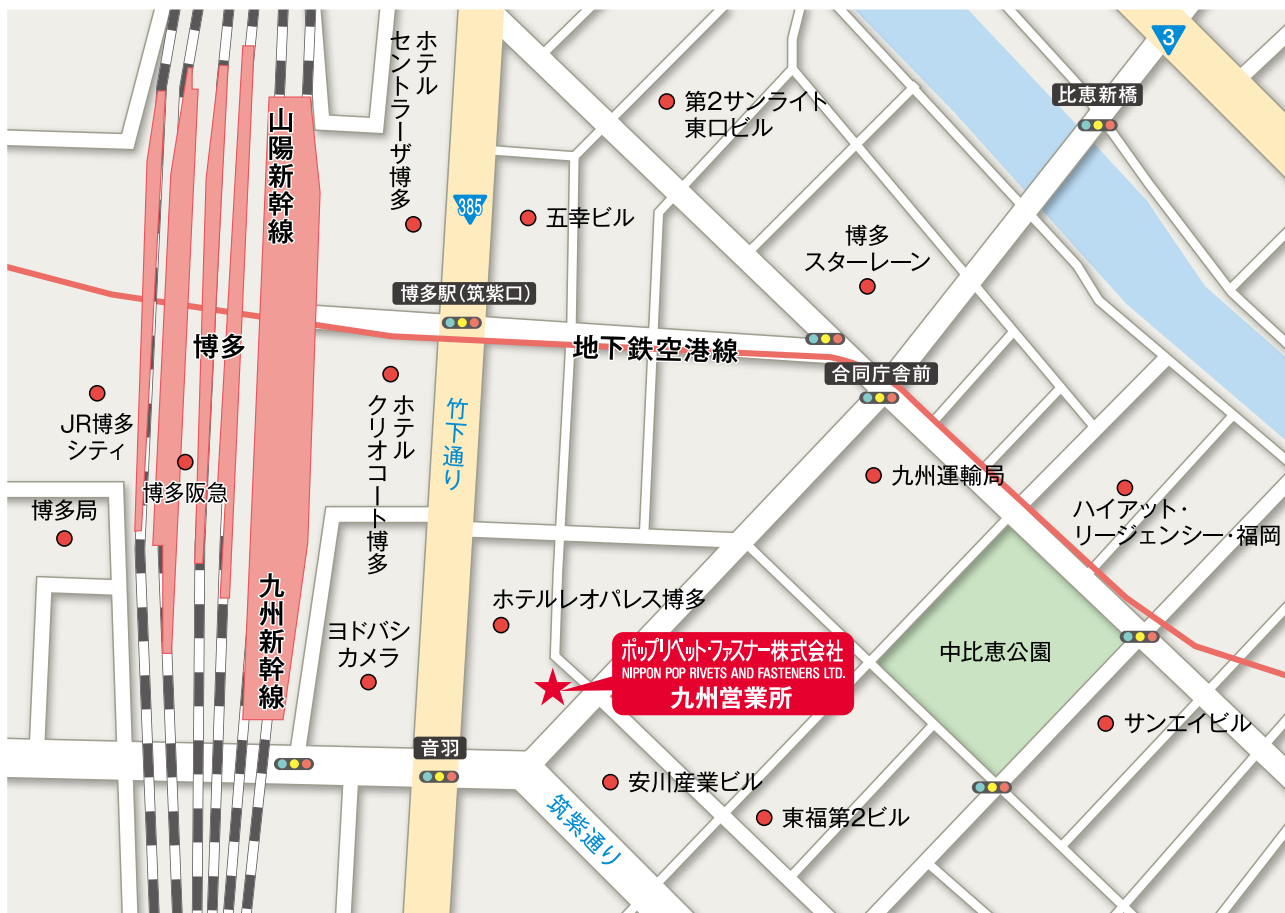 3
比恵新橋
ホテル
セントラーザ博多
第2サンライト
東口ビル
山陽新幹線
385
五幸ビル
博多
スターレーン
博多駅(筑紫口)
博多
地下鉄空港線
合同庁舎前
JR博多
シティ
ホテル
クリオコート博多
竹下通り
博多阪急
九州運輸局
博多局
ハイアット・
リージェンシー・福岡
九州新幹線
ホテルレオパレス博多
ヨドバシ
カメラ
ポップリベット・ファスナー株式会社
NIPPON POP RIVETS AND FASTENERS LTD.
九州営業所
中比恵公園
サンエイビル
音羽
安川産業ビル
東福第2ビル
筑紫通り